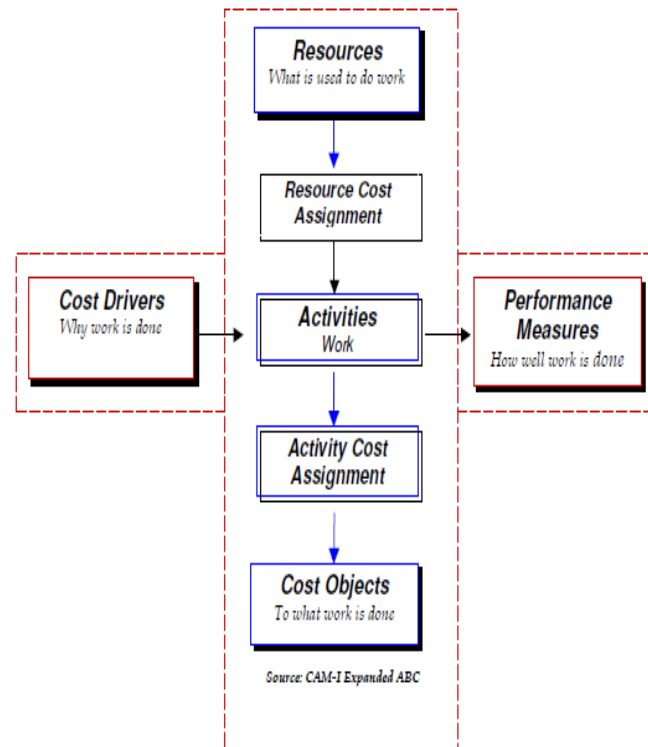 Resources
What is used to do work
Resource Cost
Assignment
Cost Drivers
Why work is done
Activities
Work
Performance
Measures
How well work is done
Activity Cost
Assignment
Cost Objects
To what work is done
Source: CAM-I Expanded ABC